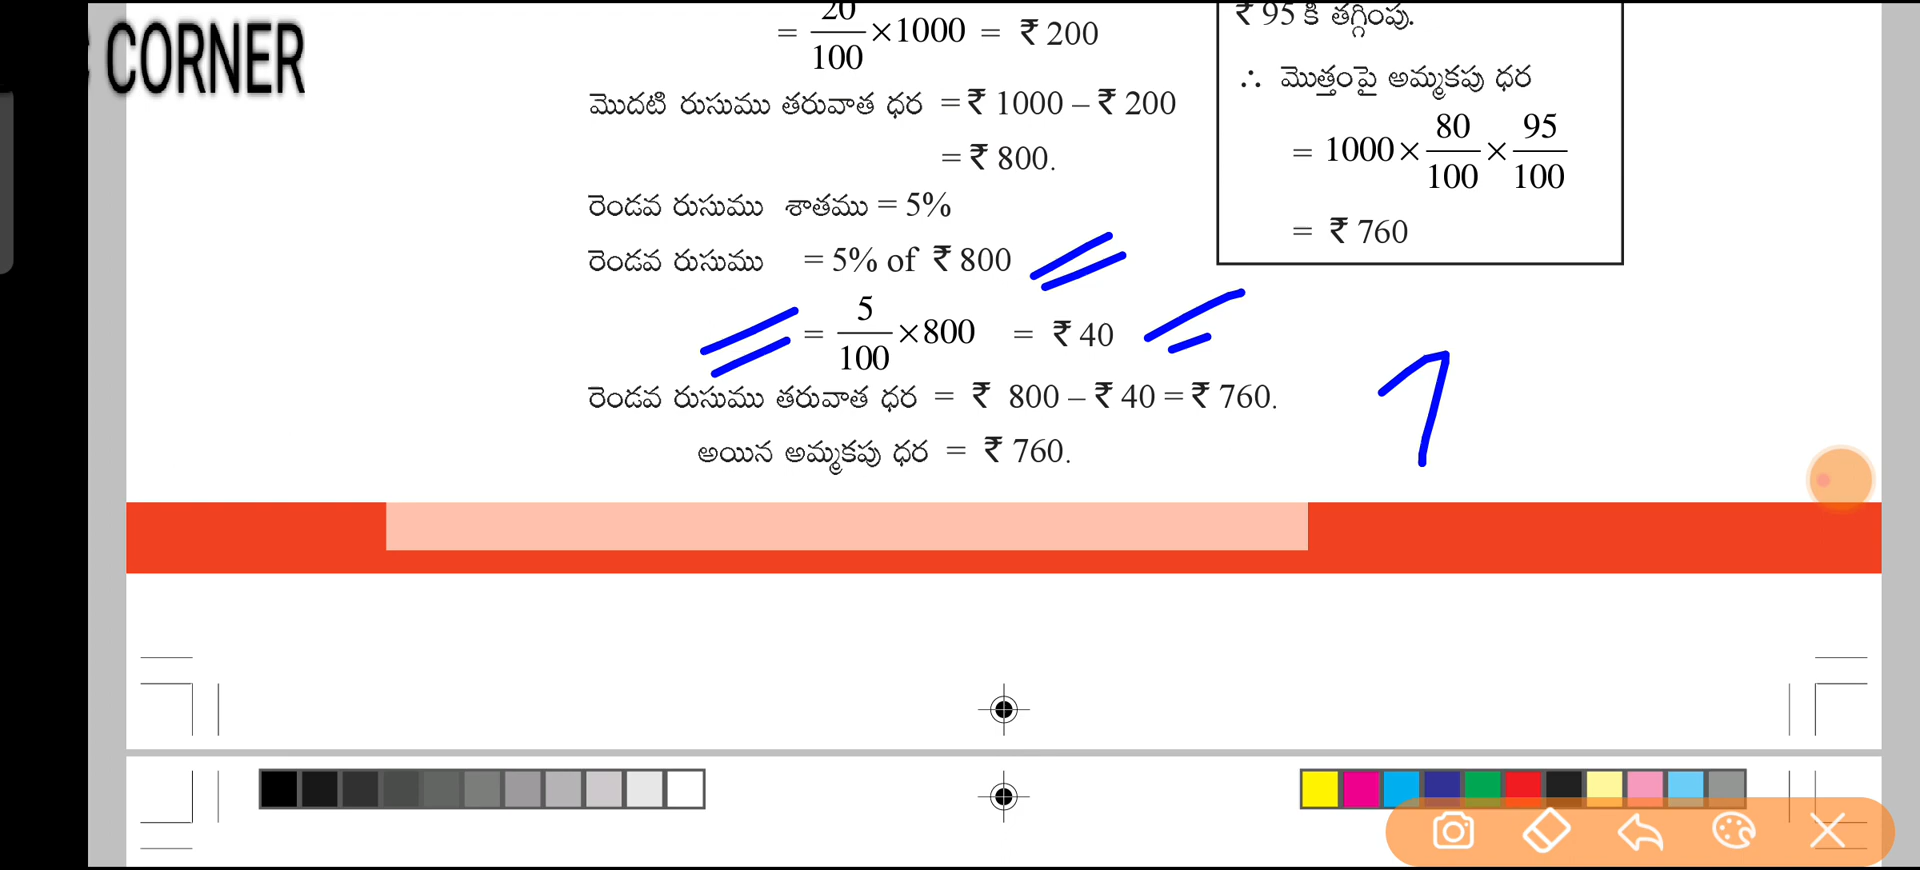 CORNER
= 20/100 ×1000 = ₹ 200
మొదటి రుసుము తరువాత ధర = ₹ 1000 – ₹ 200
= ₹ 800.
రెండవ రుసుము శాతము = 5%
రెండవ రుసుము = 5% of ₹ 800
= 5/100 ×800 = ₹ 40
రెండవ రుసుము తరువాత ధర = ₹ 800 – ₹ 40 = ₹ 760.
అయిన అమ్మకపు ధర = ₹ 760.
₹ 95 కి తగ్గింపు.
∴ మొత్తంపై అమ్మకపు ధర
= 1000× 80/100 × 95/100
= ₹ 760